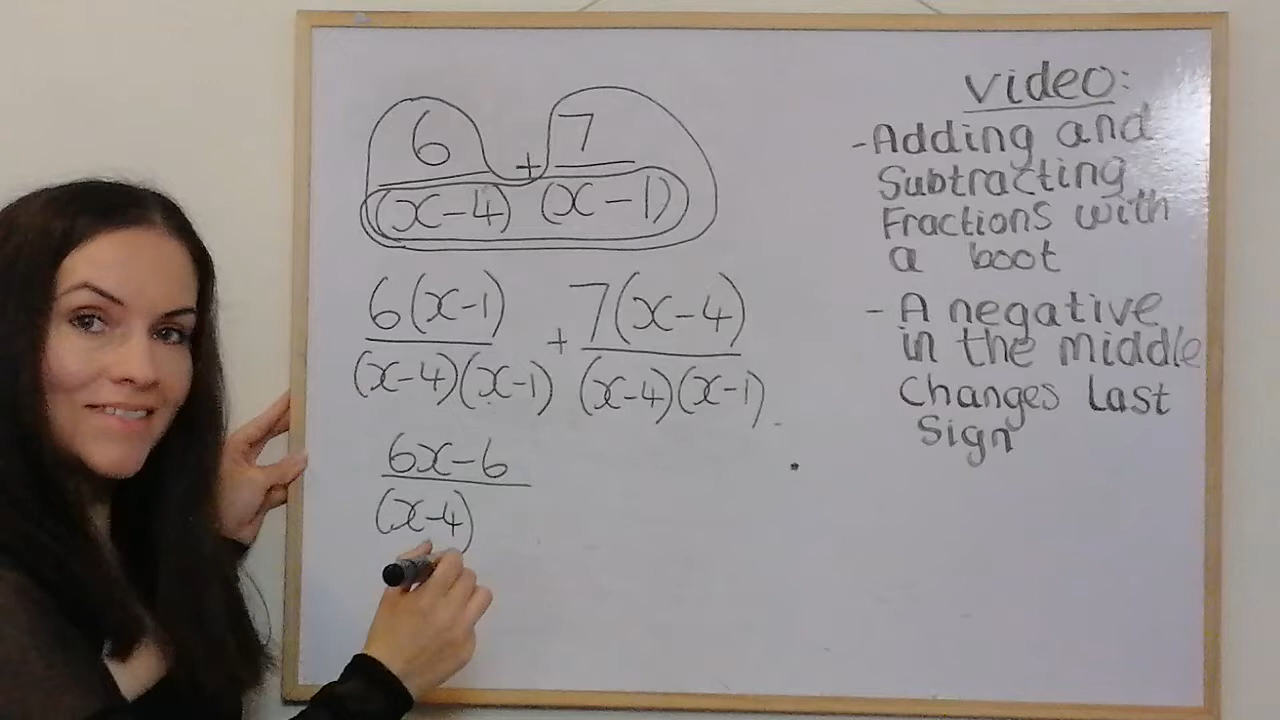 6 + 7
(x-4) (x-1)
6(x-1) + 7(x-4)
(x-4)(x-1) (x-4)(x-1)
6x-6
(x-4)
Video:
-Adding and
Subtracting
Fractions with
a boot
- A negative
in the middle
Changes Last
Sign